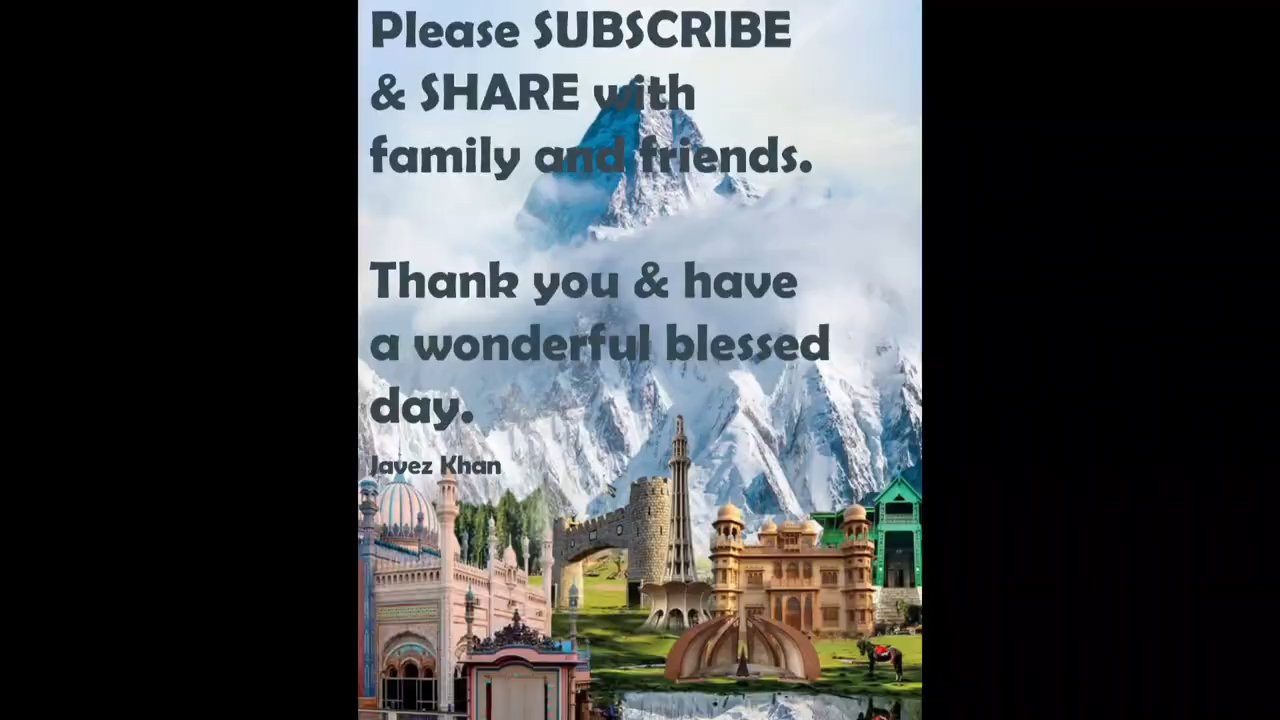 Please SUBSCRIBE
& SHARE with
family and friends.
Thank you & have
a wonderful blessed
day.
Javez Khan